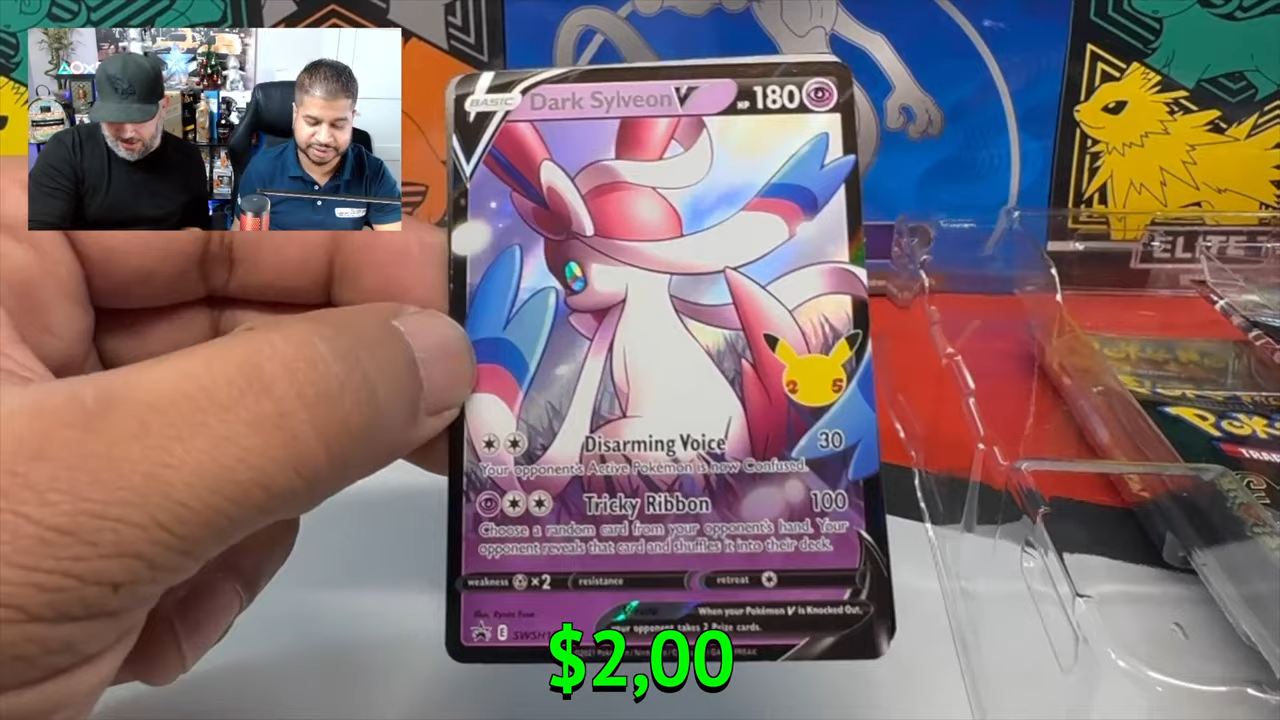 BASIC Dark Sylveon V HP 180
25
Disarming Voice 30
Your opponent's Active Pokémon is now Confused.
Tricky Ribbon 100
Choose a random card from your opponent's hand. Your
opponent reveals that card and shuffles it into their deck.
weakness ×2 resistance retreat
When your Pokémon V is Knocked Out,
your opponent takes 2 Prize cards.
$2,00
ELITE